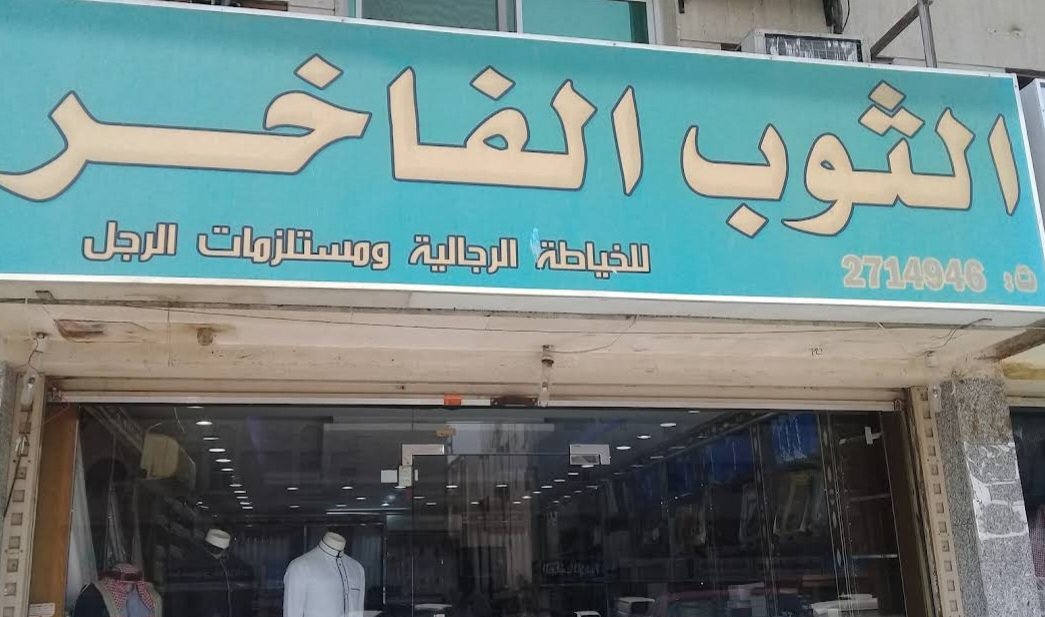 الثوب الفاخر
للخياطة الرجالية ومستلزمات الرجل
ت: 2714946